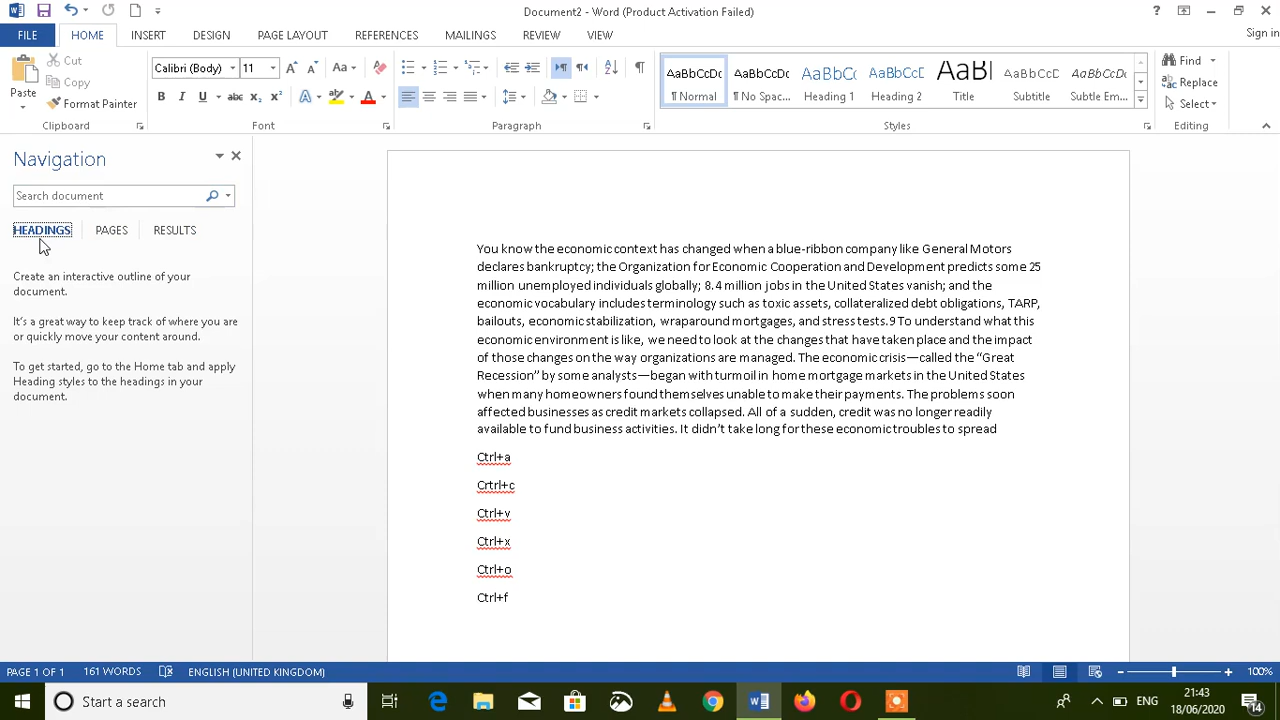 Document2 - Word (Product Activation Failed)
Sign in
FILE HOME INSERT DESIGN PAGE LAYOUT REFERENCES MAILINGS REVIEW VIEW
Paste
Cut
Copy
Format Painter
Clipboard
Calibri (Body) 11
Font
Paragraph
AaBbCcDc AaBbCcDc AaBbCc AaBbCcC AaBl AaBbCcC AaBbCcDc
¶ Normal ¶ No Spac... Heading 1 Heading 2 Title Subtitle Subtle Em...
Styles
Find
Replace
Select
Editing
Navigation
Search document
HEADINGS PAGES RESULTS
Create an interactive outline of your
document.
It's a great way to keep track of where you are
or quickly move your content around.
To get started, go to the Home tab and apply
Heading styles to the headings in your
document.
You know the economic context has changed when a blue-ribbon company like General Motors
declares bankruptcy; the Organization for Economic Cooperation and Development predicts some 25
million unemployed individuals globally; 8.4 million jobs in the United States vanish; and the
economic vocabulary includes terminology such as toxic assets, collateralized debt obligations, TARP,
bailouts, economic stabilization, wraparound mortgages, and stress tests.9 To understand what this
economic environment is like, we need to look at the changes that have taken place and the impact
of those changes on the way organizations are managed. The economic crisis—called the “Great
Recession” by some analysts—began with turmoil in home mortgage markets in the United States
when many homeowners found themselves unable to make their payments. The problems soon
affected businesses as credit markets collapsed. All of a sudden, credit was no longer readily
available to fund business activities. It didn’t take long for these economic troubles to spread
Ctrl+a
Crtrl+c
Ctrl+v
Ctrl+x
Ctrl+o
Ctrl+f
PAGE 1 OF 1 161 WORDS ENGLISH (UNITED KINGDOM) 100%
Start a search
ENG
21:43
18/06/2020
14